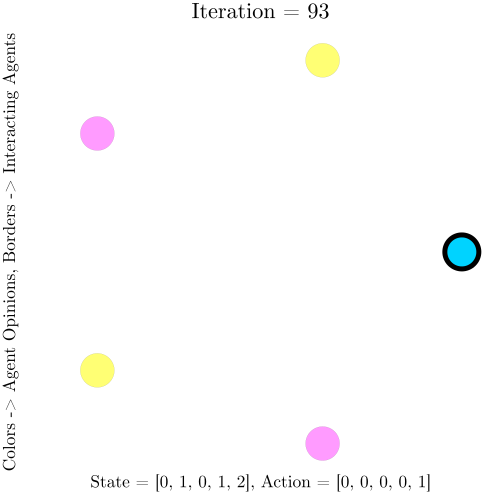 Iteration = 93
Colors -> Agent Opinions, Borders -> Interacting Agents
State = [0, 1, 0, 1, 2], Action = [0, 0, 0, 0, 1]